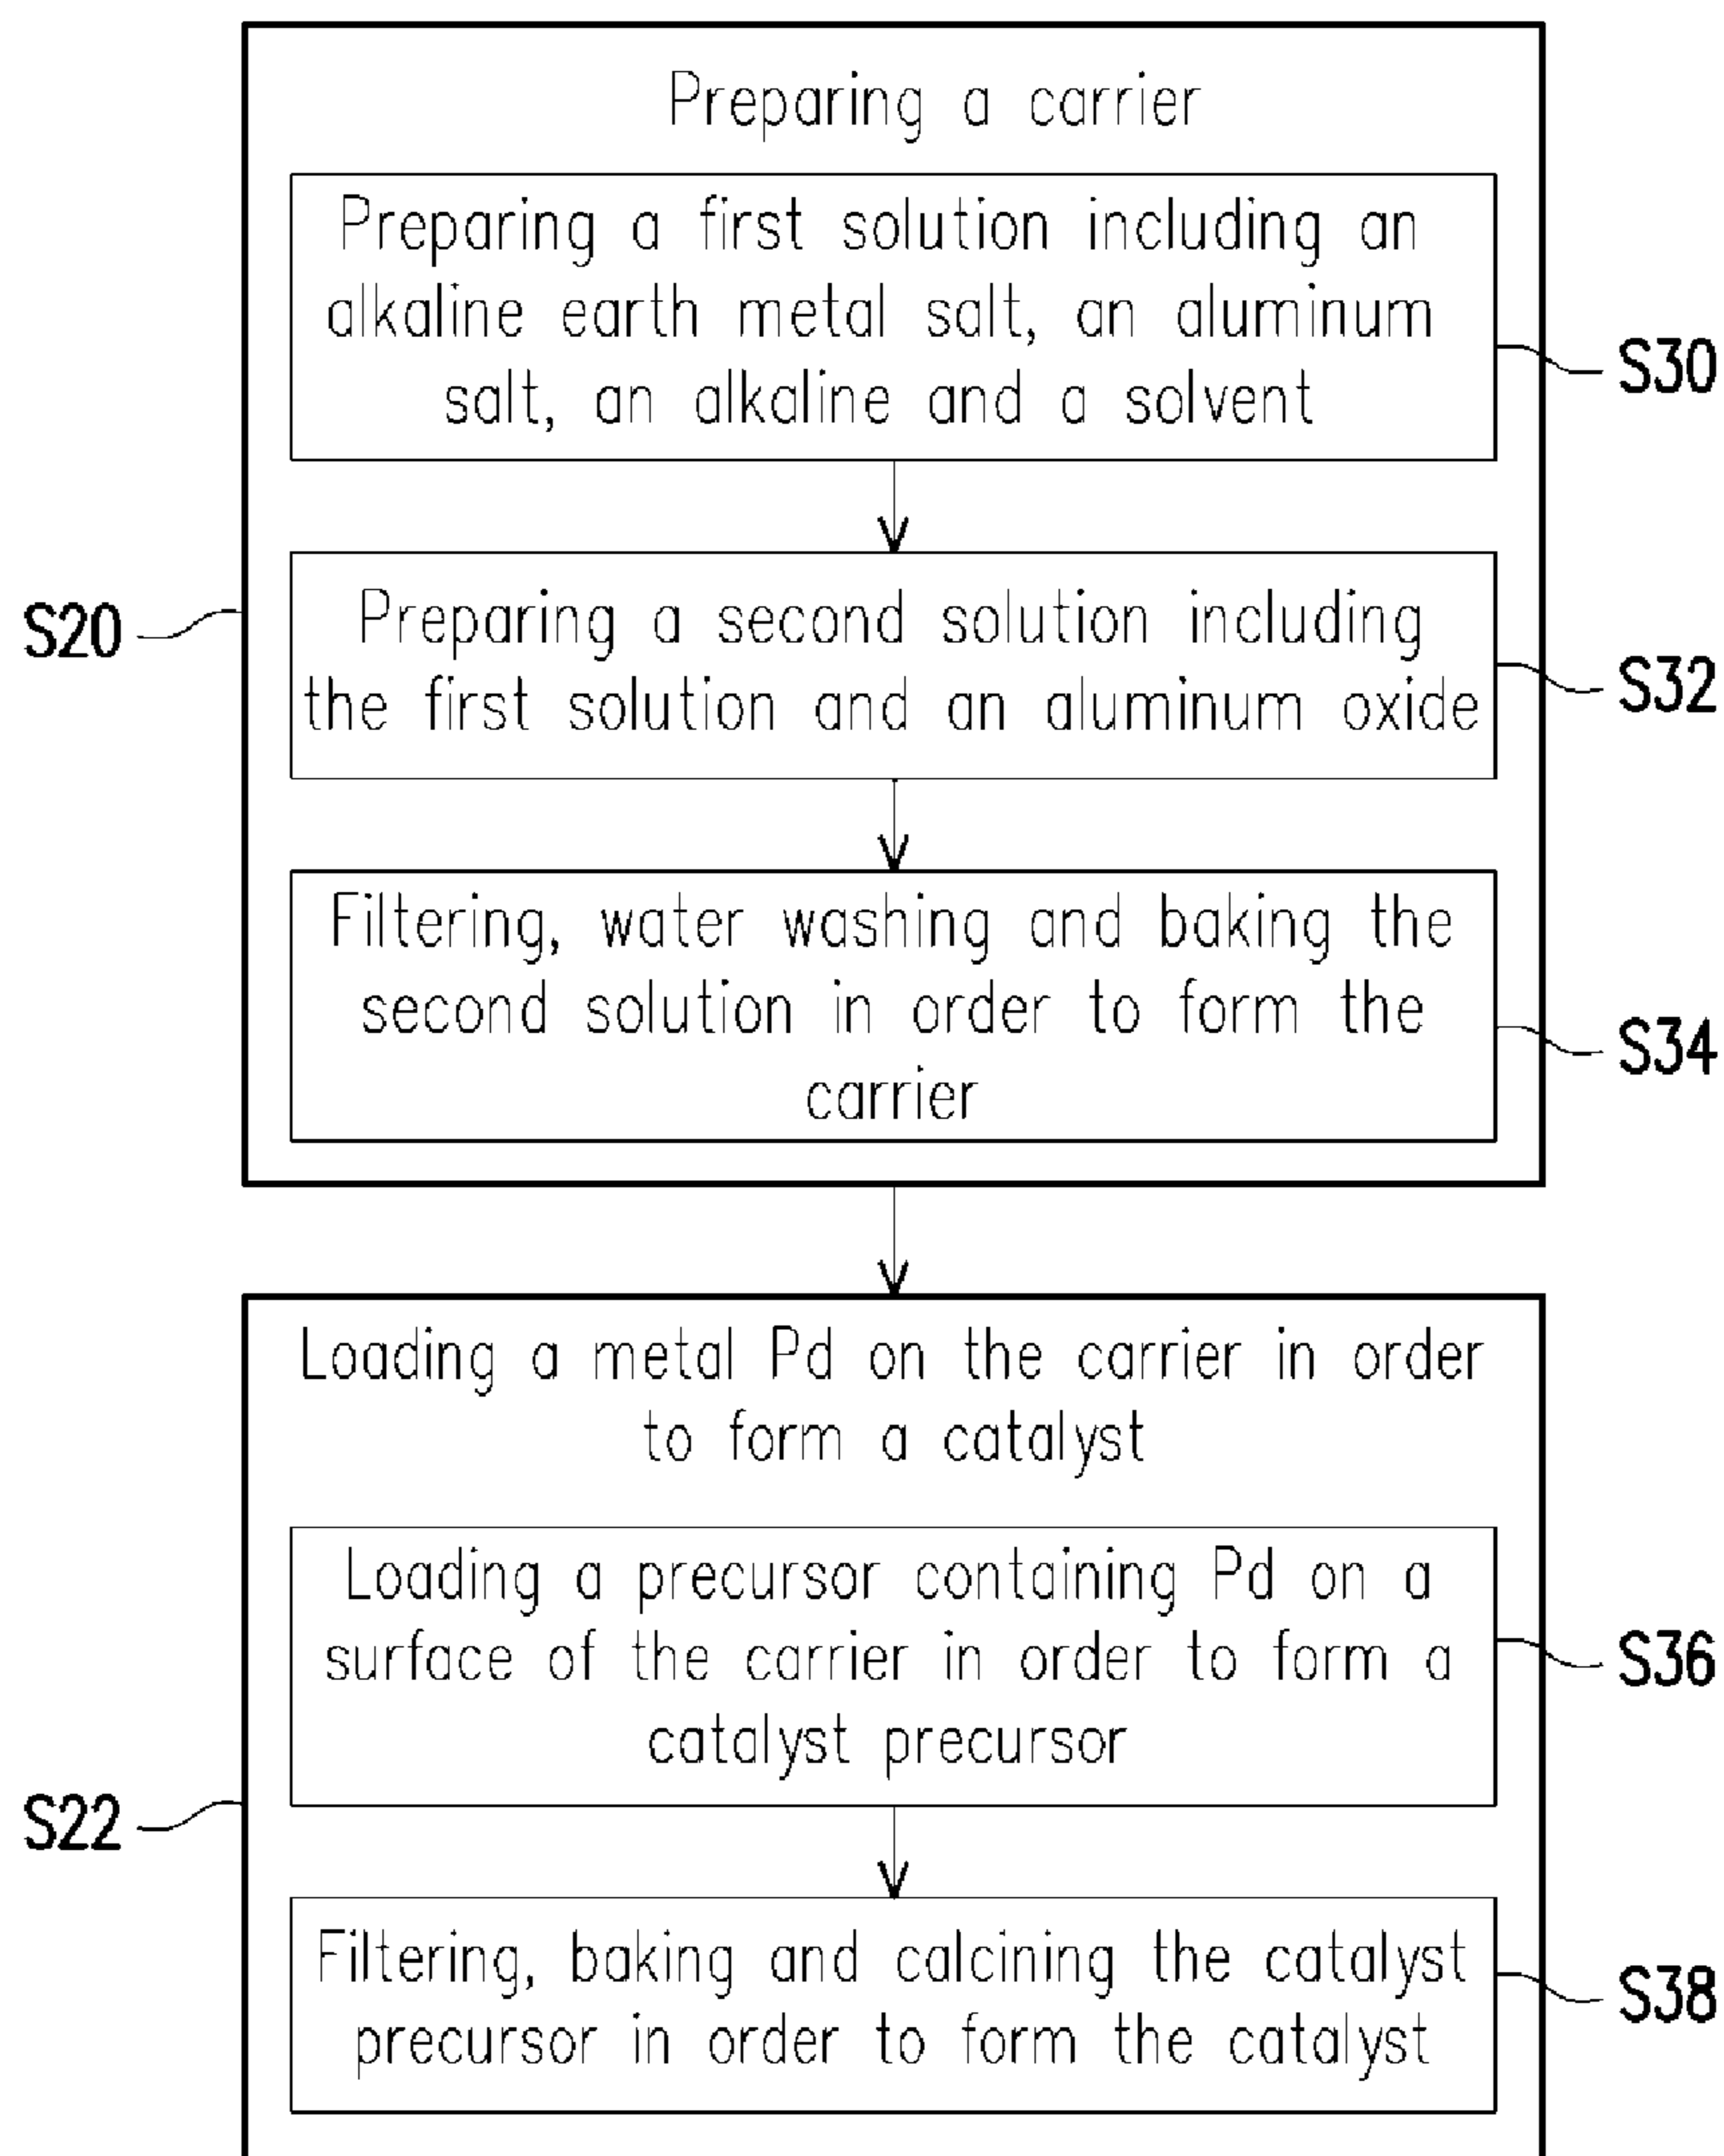 Preparing a carrier
Preparing a first solution including an
alkaline earth metal salt, an aluminum
salt, an alkaline and a solvent
S30
S20
Preparing a second solution including
the first solution and an aluminum oxide
S32
Filtering, water washing and baking the
second solution in order to form the
carrier
S34
Loading a metal Pd on the carrier in order
to form a catalyst
Loading a precursor containing Pd on a
surface of the carrier in order to form a
catalyst precursor
S36
S22
Filtering, baking and calcining the catalyst
precursor in order to form the catalyst
S38